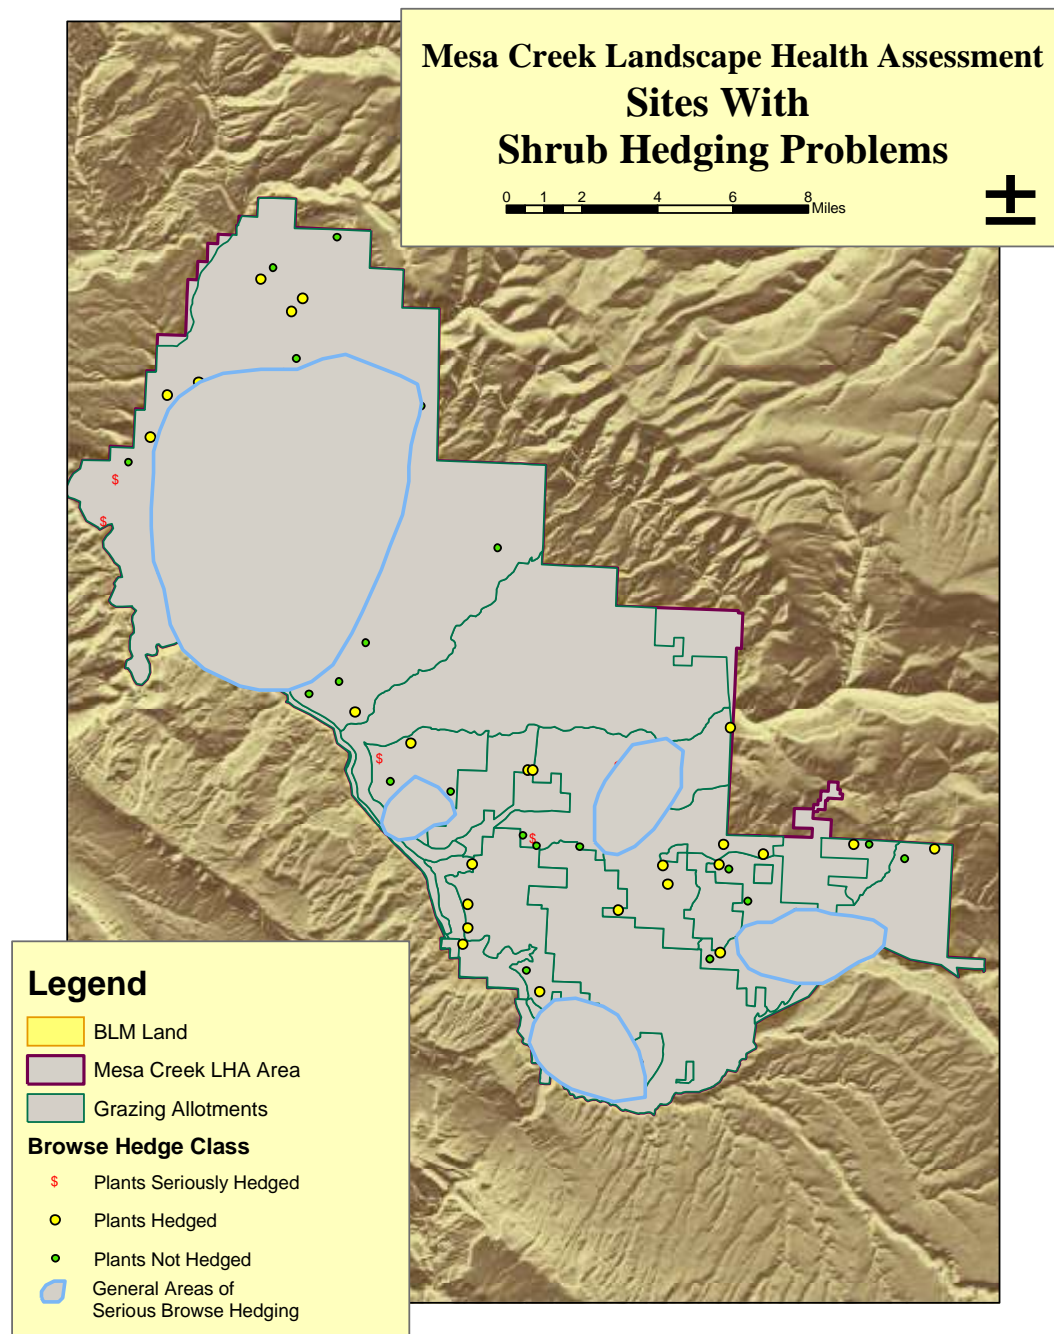 Mesa Creek Landscape Health Assessment
Sites With
Shrub Hedging Problems
0 1 2 4 6 8
Miles
$
$
$
$
Legend
BLM Land
Mesa Creek LHA Area
Grazing Allotments
Browse Hedge Class
$ Plants Seriously Hedged
Plants Hedged
Plants Not Hedged
General Areas of
Serious Browse Hedging